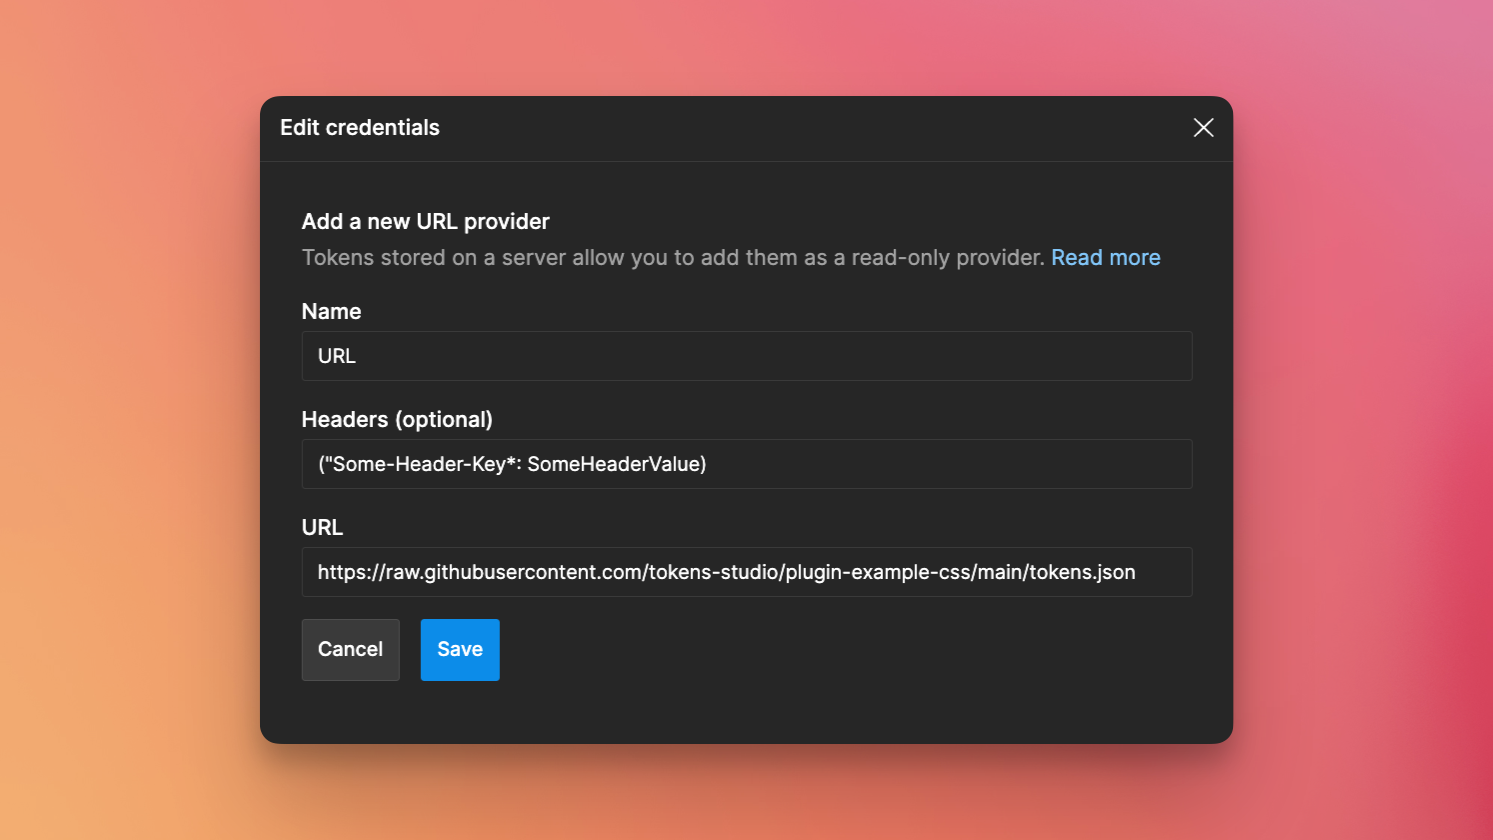 Edit credentials
Add a new URL provider
Tokens stored on a server allow you to add them as a read-only provider. Read more
Name
URL
Headers (optional)
("Some-Header-Key*: SomeHeaderValue)
URL
https://raw.githubusercontent.com/tokens-studio/plugin-example-css/main/tokens.json
Cancel Save